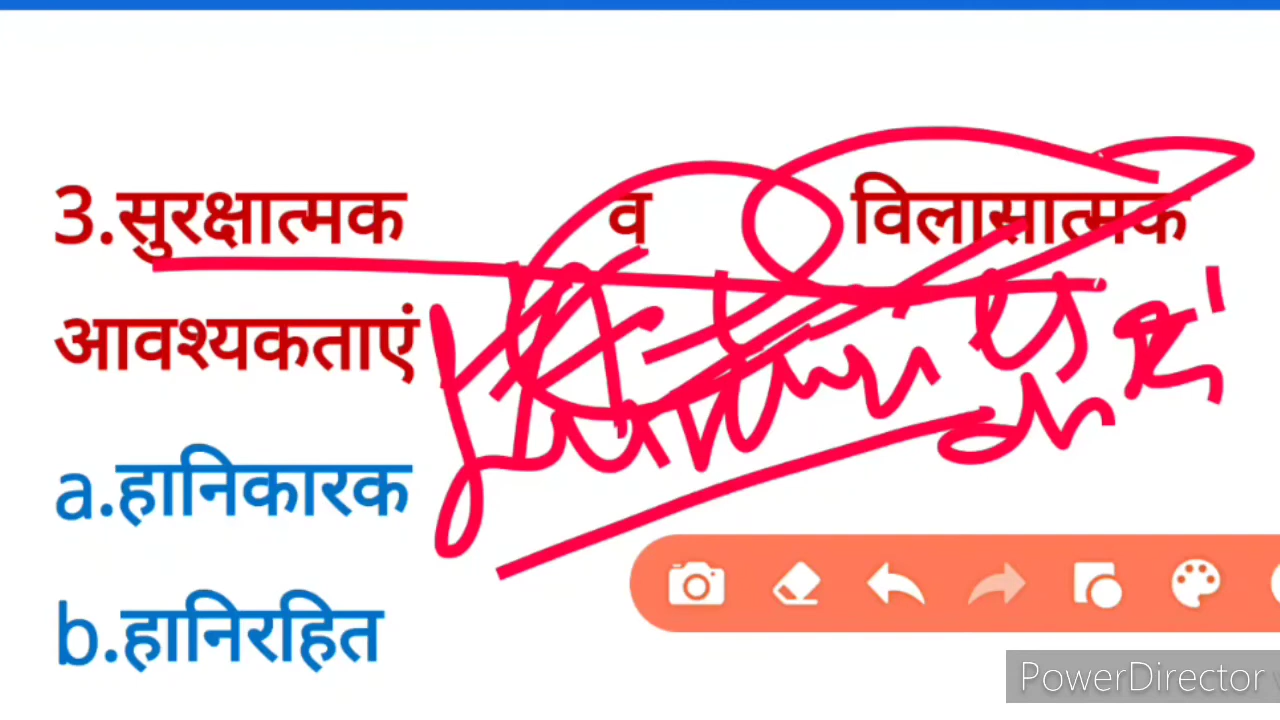 3.सुरक्षात्मक व विलासात्मक
आवश्यकताएं
a.हानिकारक
b.हानिरहित
PowerDirector